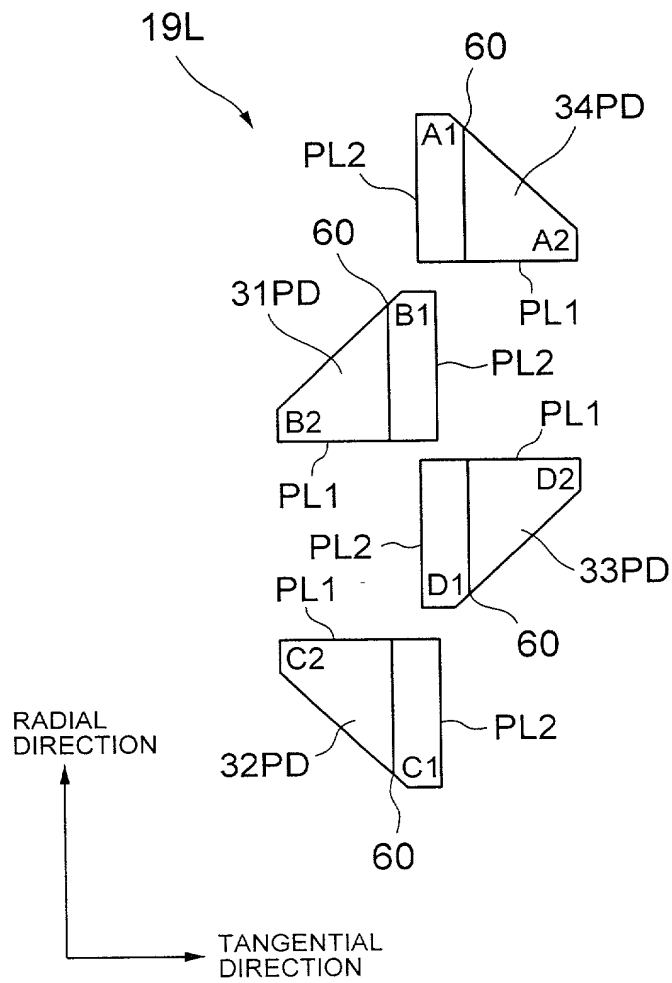 19L
60
34PD
A1
PL2
A2
60
PL1
31PD
B1
PL2
B2
PL1
PL1
D2
PL2
D1
33PD
PL1
60
C2
RADIAL
DIRECTION
PL2
32PD
C1
60
TANGENTIAL
DIRECTION